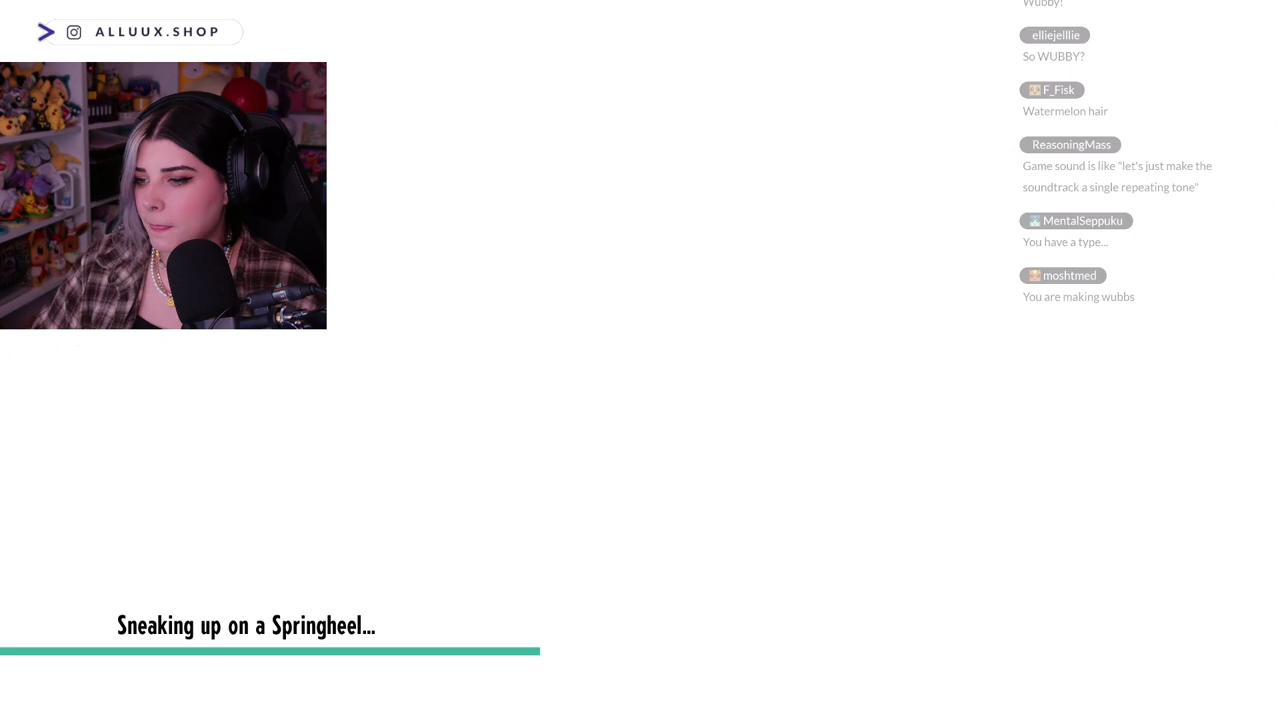 ALLUUX.SHOP
Wubby!
elliejelllie
So WUBBY?
F_Fisk
Watermelon hair
ReasoningMass
Game sound is like "let's just make the
soundtrack a single repeating tone"
MentalSeppuku
You have a type...
moshtmed
You are making wubbs
Sneaking up on a Springheel...